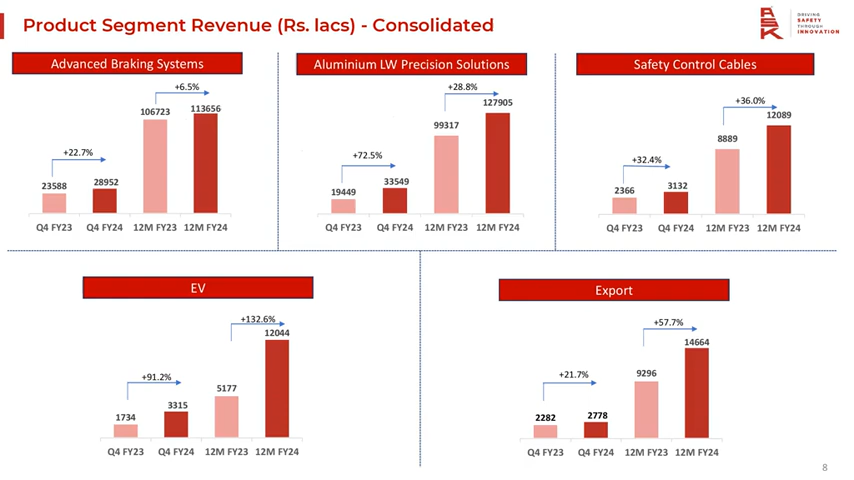 Product Segment Revenue (Rs. lacs) - Consolidated
ASK
DRIVING
SAFETY
THROUGH
INNOVATION
Advanced Braking Systems
+6.5%
106723
113656
+22.7%
23588
28952
Q4 FY23 Q4 FY24 12M FY23 12M FY24
Aluminium LW Precision Solutions
+28.8%
127905
99317
+72.5%
33549
19449
Q4 FY23 Q4 FY24 12M FY23 12M FY24
Safety Control Cables
+36.0%
12089
8889
+32.4%
2366
3132
Q4 FY23 Q4 FY24 12M FY23 12M FY24
EV
+132.6%
12044
+91.2%
5177
3315
1734
Q4 FY23 Q4 FY24 12M FY23 12M FY24
Export
+57.7%
14664
+21.7%
9296
2282
2778
Q4 FY23 Q4 FY24 12M FY23 12M FY24
8